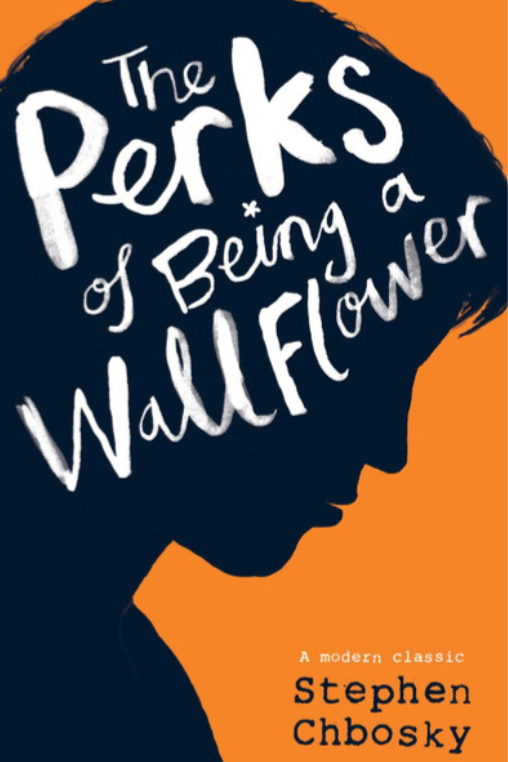 The
Perks
of Being a
WallFlower
A modern classic
Stephen
Chbosky